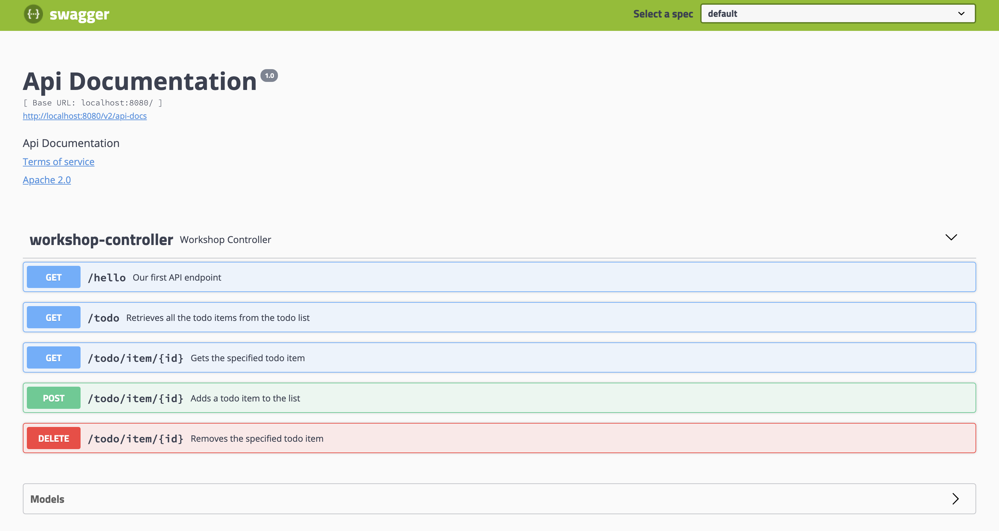 {···} swagger
Select a spec default
Api Documentation 1.0
[ Base URL: localhost:8080/ ]
http://localhost:8080/v2/api-docs
Api Documentation
Terms of service
Apache 2.0
workshop-controller Workshop Controller
GET /hello Our first API endpoint
GET /todo Retrieves all the todo items from the todo list
GET /todo/item/{id} Gets the specified todo item
POST /todo/item/{id} Adds a todo item to the list
DELETE /todo/item/{id} Removes the specified todo item
Models